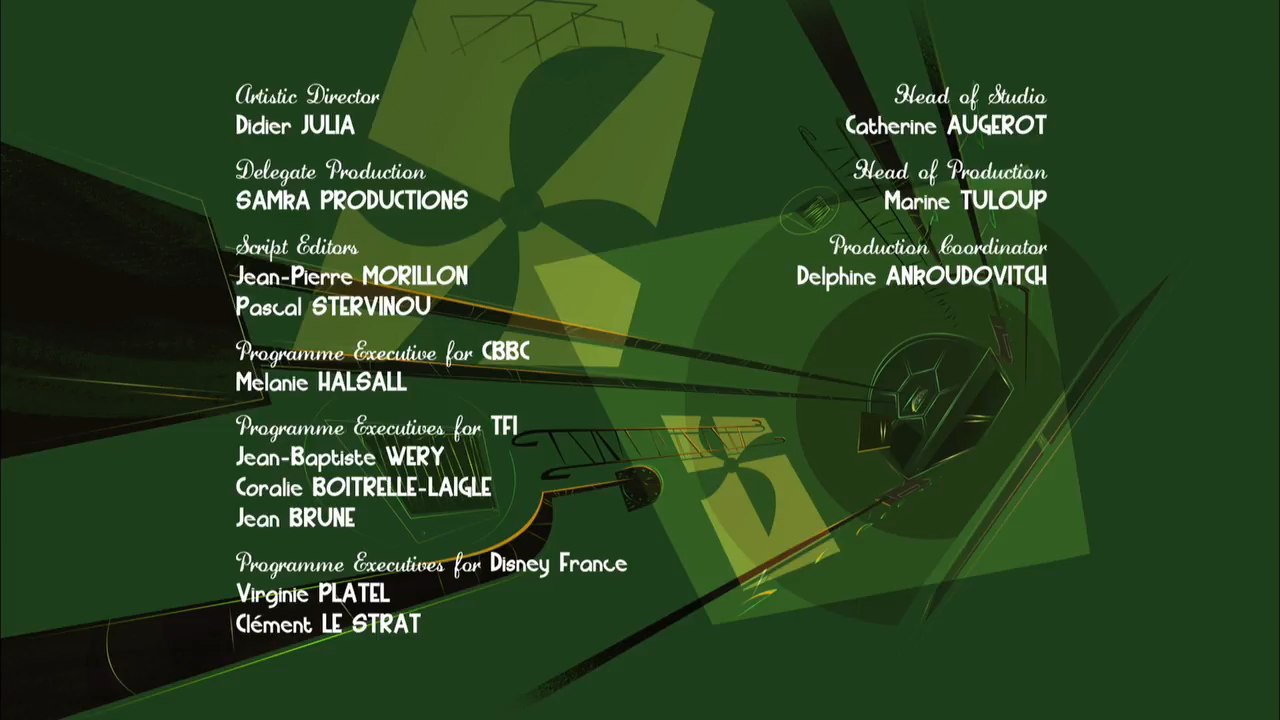 Artistic Director
Didier JULIA
Delegate Production
SAMkA PRODUCTIONS
Script Editors
Jean-Pierre MORILLON
Pascal STERVINOU
Programme Executive for CBBC
Melanie HALSALL
Programme Executives for TF1
Jean-Baptiste WERY
Coralie BOITRELLE-LAIGLE
Jean BRUNE
Programme Executives for Disney France
Virginie PLATEL
Clément LE STRAT
Head of Studio
Catherine AUGEROT
Head of Production
Marine TULOUP
Production Coordinator
Delphine ANkOUDOVITCH